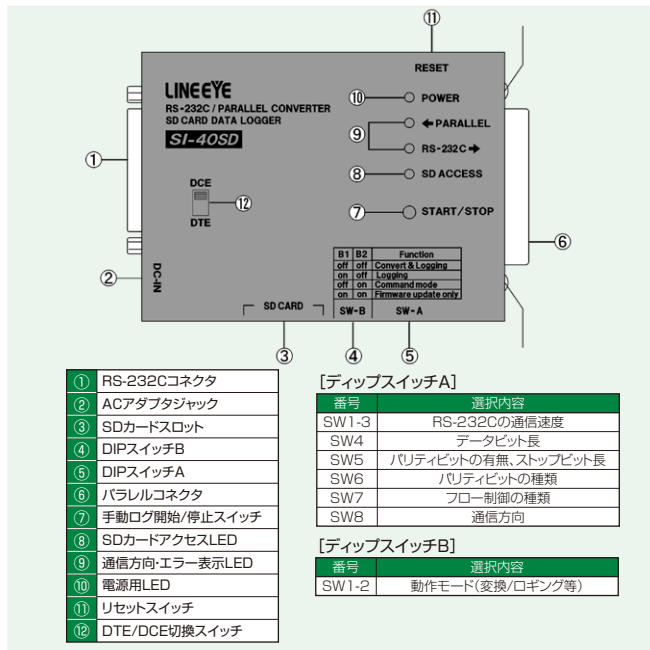 ⑪
RESET
LINEEYE
RS-232C / PARALLEL CONVERTER
SD CARD DATA LOGGER
SI-40SD
⑩ POWER
⑨ ←PARALLEL
RS-232C→
① 
⑧ SD ACCESS
DCE
⑫
DTE
⑦ START/STOP
⑥
② DC-IN
B1 B2 Function
off off Convert & Logging
on off Logging
off on Command mode
on on Firmware update only
SD CARD SW-B SW-A
③ ④ ⑤
① RS-232Cコネクタ
② ACアダプタジャック
③ SDカードスロット
④ DIPスイッチB
⑤ DIPスイッチA
⑥ パラレルコネクタ
⑦ 手動ログ開始/停止スイッチ
⑧ SDカードアクセスLED
⑨ 通信方向・エラー表示LED
⑩ 電源用LED
⑪ リセットスイッチ
⑫ DTE/DCE切換スイッチ
[ディップスイッチA]
番号 選択内容
SW1-3 RS-232Cの通信速度
SW4 データビット長
SW5 パリティビットの有無、ストップビット長
SW6 パリティビットの種類
SW7 フロー制御の種類
SW8 通信方向
[ディップスイッチB]
番号 選択内容
SW1-2 動作モード(変換/ロギング等)